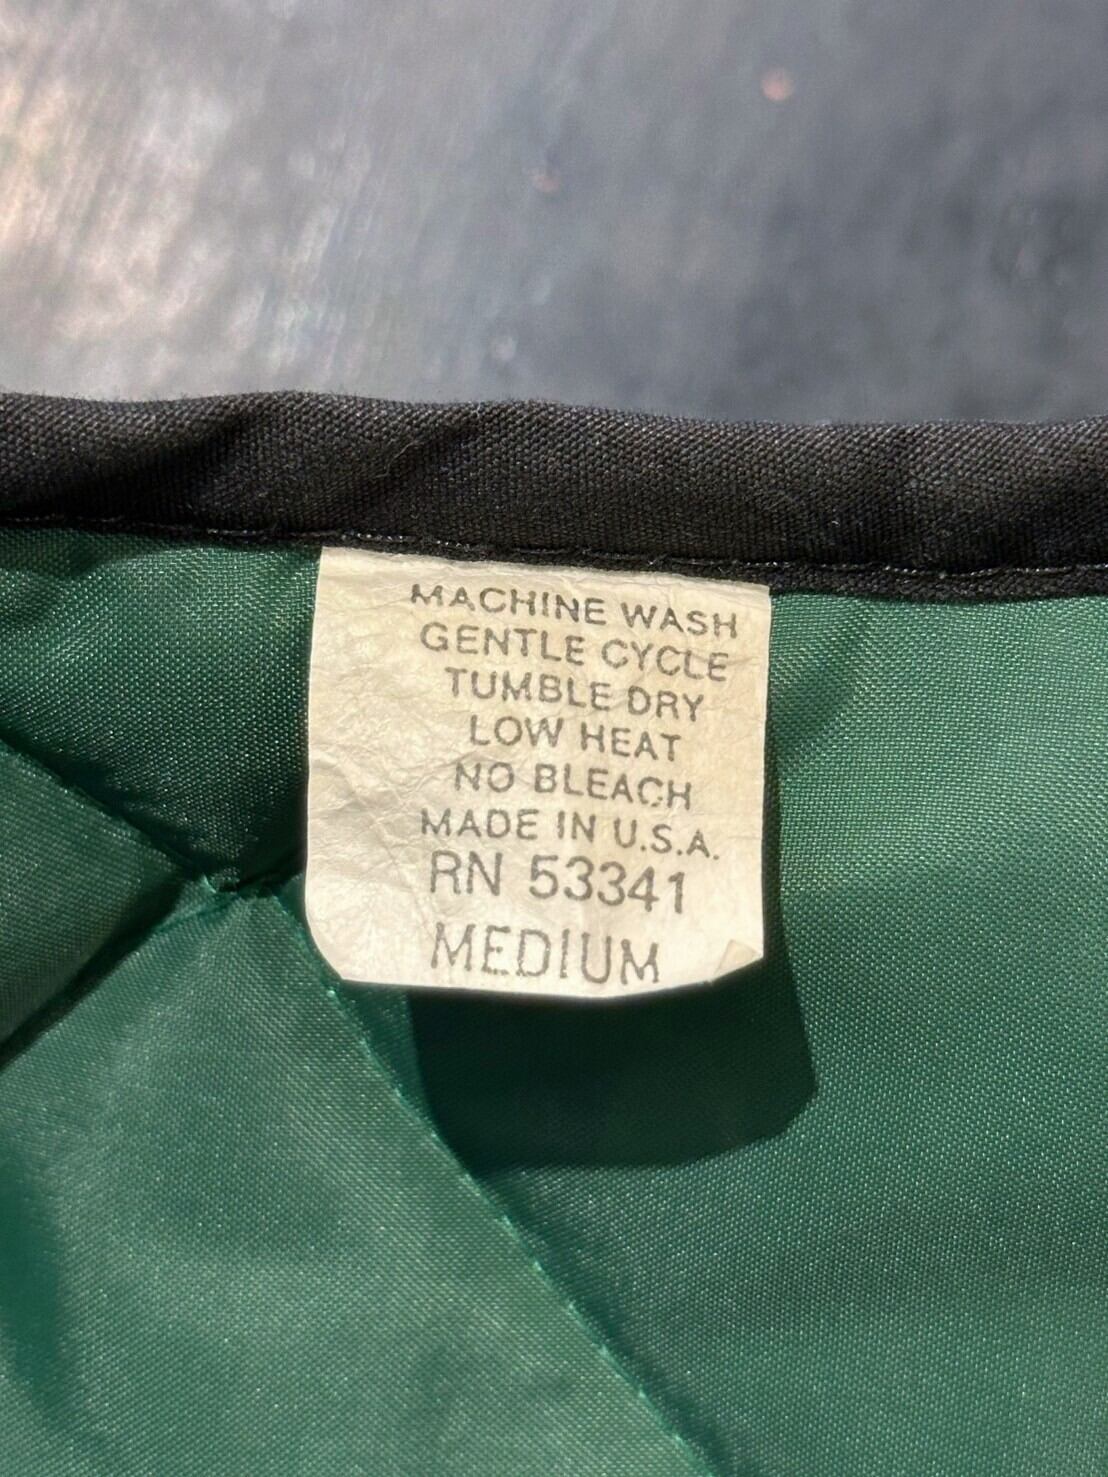 MACHINE WASH
GENTLE CYCLE
TUMBLE DRY
LOW HEAT
NO BLEACH
MADE IN U.S.A.
RN 53341
MEDIUM